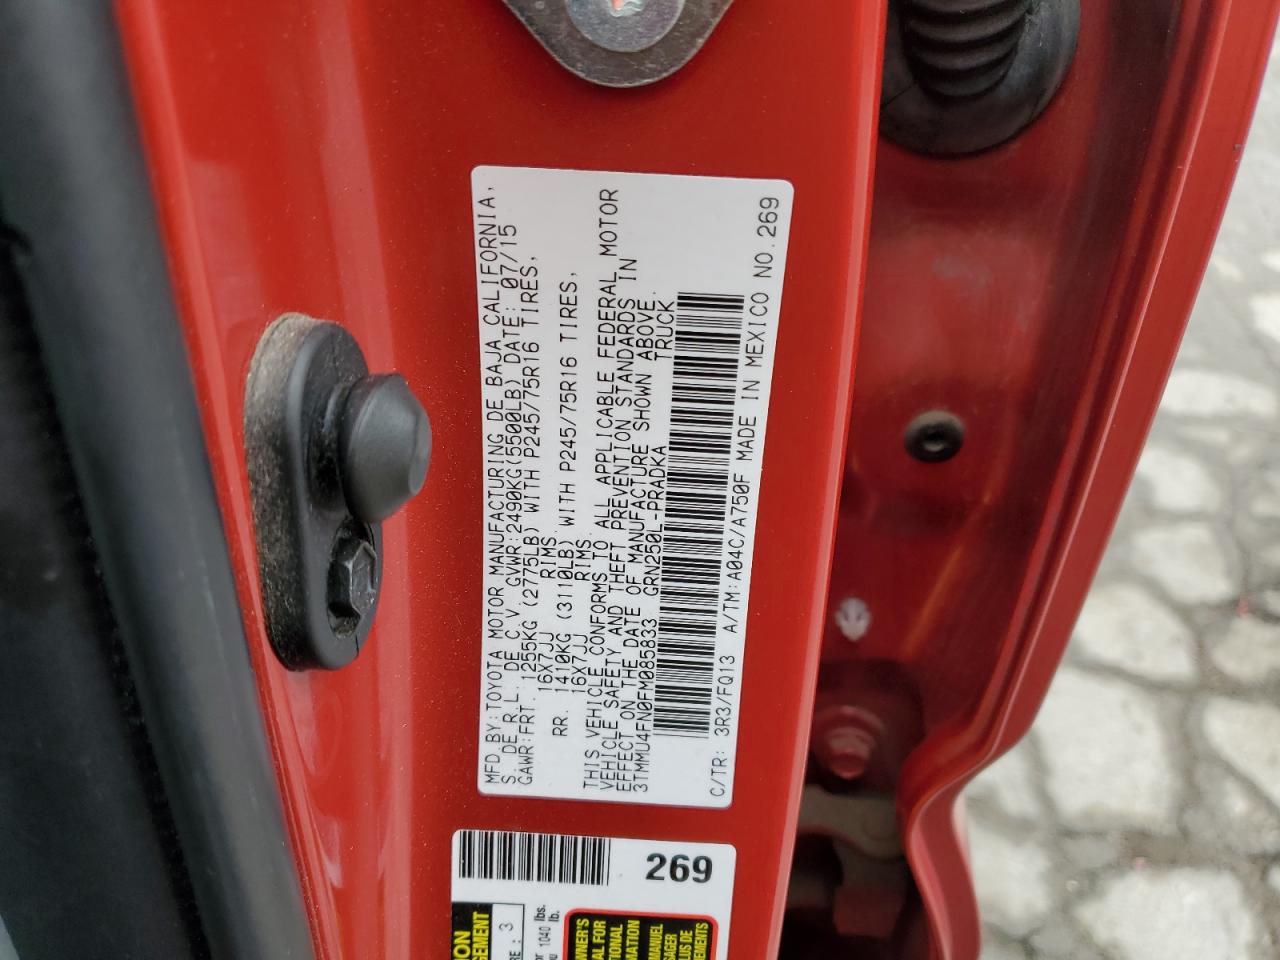 MFD.BY:TOYOTA MOTOR MANUFACTURING DE BAJA CALIFORNIA,
S. DE R.L. DE C.V. GVWR:2490KG(5500LB) DATE: 07/15
GAWR:FRT. 1255KG (2775LB) WITH P245/75R16 TIRES,
16X7JJ RIMS
RR. 1410KG (3110LB) WITH P245/75R16 TIRES,
16X7JJ RIMS
THIS VEHICLE CONFORMS TO ALL APPLICABLE FEDERAL MOTOR
VEHICLE SAFETY AND THEFT PREVENTION STANDARDS IN
EFFECT ON THE DATE OF MANUFACTURE SHOWN ABOVE.
3TMMU4FN0FM085833 GRN250L-PRADKA TRUCK
C/TR: 3R3/FQ13 A/TM:A04C/A750F MADE IN MEXICO NO.269
269